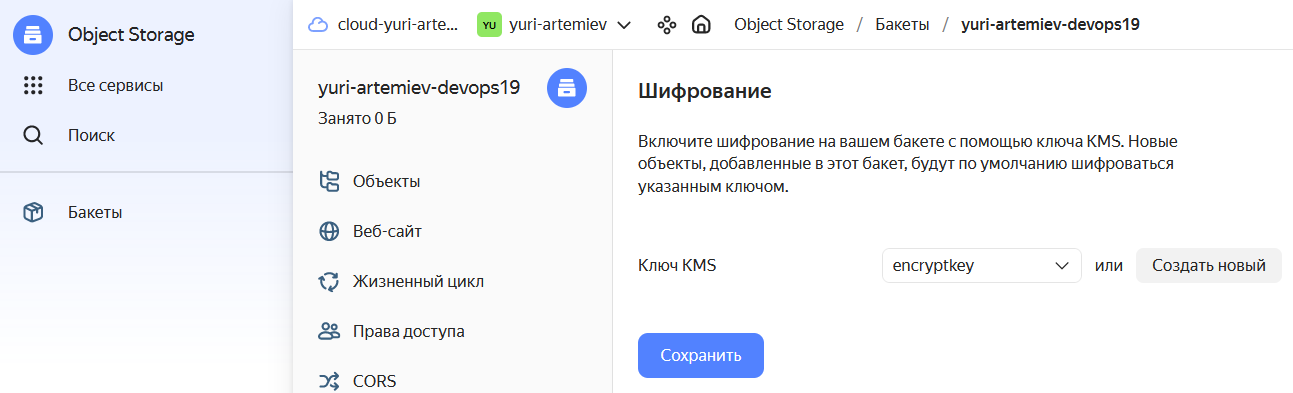 Object Storage
Все сервисы
Поиск
Бакеты
cloud-yuri-arte...
YU
yuri-artemiev
Object Storage / Бакеты / yuri-artemiev-devops19
yuri-artemiev-devops19
Занято 0 Б
Объекты
Веб-сайт
Жизненный цикл
Права доступа
CORS
Шифрование
Включите шифрование на вашем бакете с помощью ключа KMS. Новые
объекты, добавленные в этот бакет, будут по умолчанию шифроваться
указанным ключом.
Ключ KMS
encryptkey
или
Создать новый
Сохранить